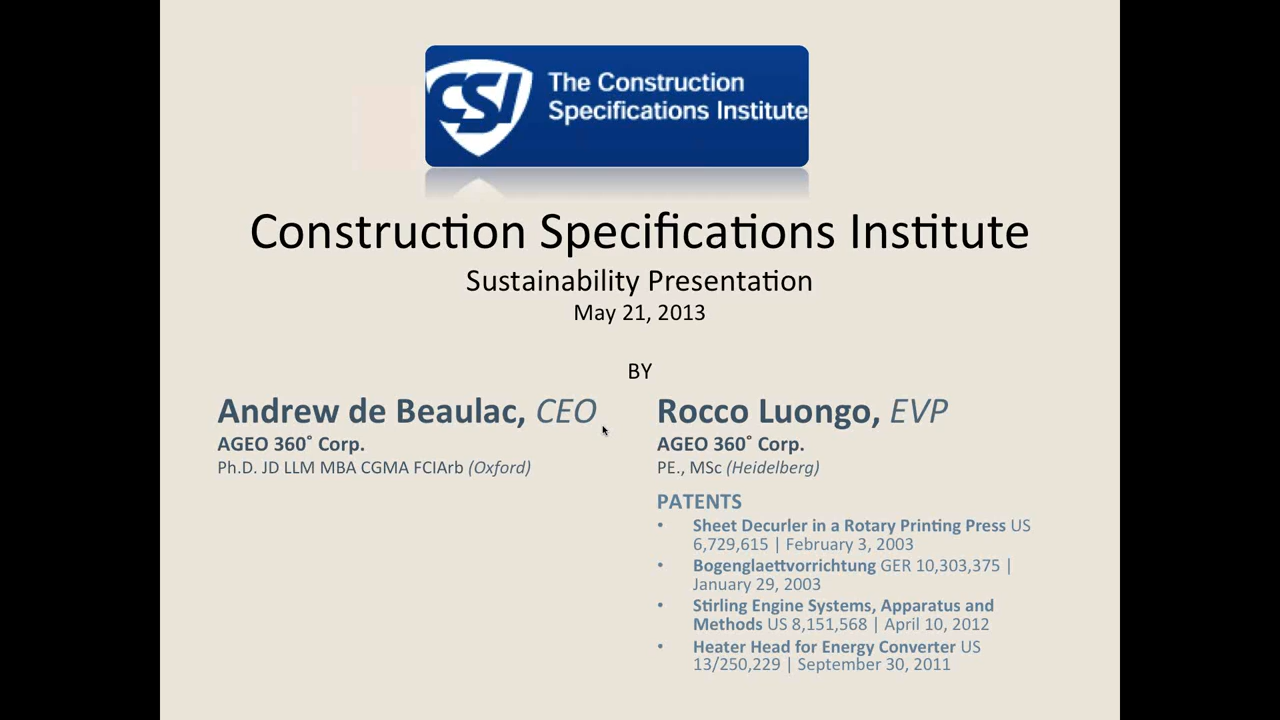 CSI
The Construction
Specifications Institute
Construction Specifications Institute
Sustainability Presentation
May 21, 2013
BY
Andrew de Beaulac, CEO
AGEO 360˚ Corp.
Ph.D. JD LLM MBA CGMA FCIArb (Oxford)
Rocco Luongo, EVP
AGEO 360˚ Corp.
PE., MSc (Heidelberg)
PATENTS
• Sheet Decurler in a Rotary Printing Press US
6,729,615 | February 3, 2003
• Bogenglaettvorrichtung GER 10,303,375 |
January 29, 2003
• Stirling Engine Systems, Apparatus and
Methods US 8,151,568 | April 10, 2012
• Heater Head for Energy Converter US
13/250,229 | September 30, 2011